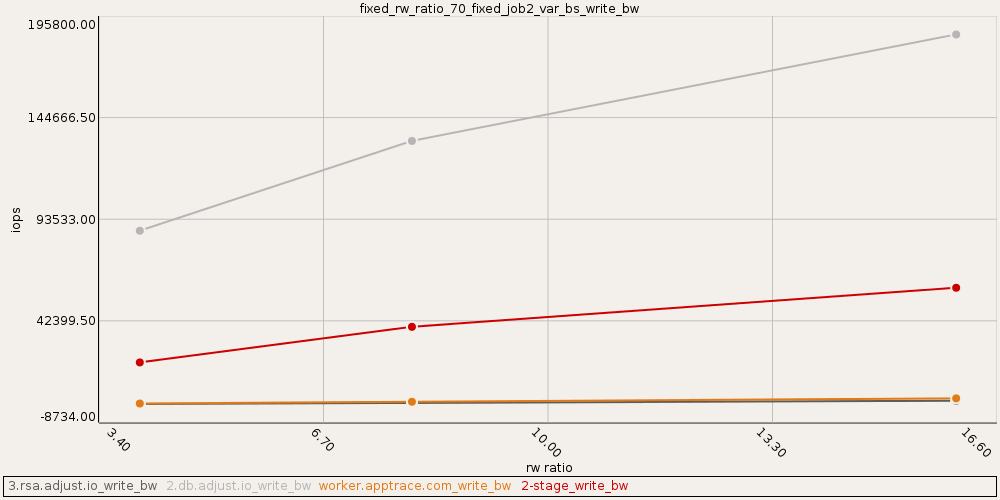 fixed_rw_ratio_70_fixed_job2_var_bs_write_bw
195800.00
144666.50
93533.00
42399.50
-8734.00
iops
3.40 6.70 10.00 13.30 16.60
rw ratio
3.rsa.adjust.io_write_bw 2.db.adjust.io_write_bw worker.apptrace.com_write_bw 2-stage_write_bw